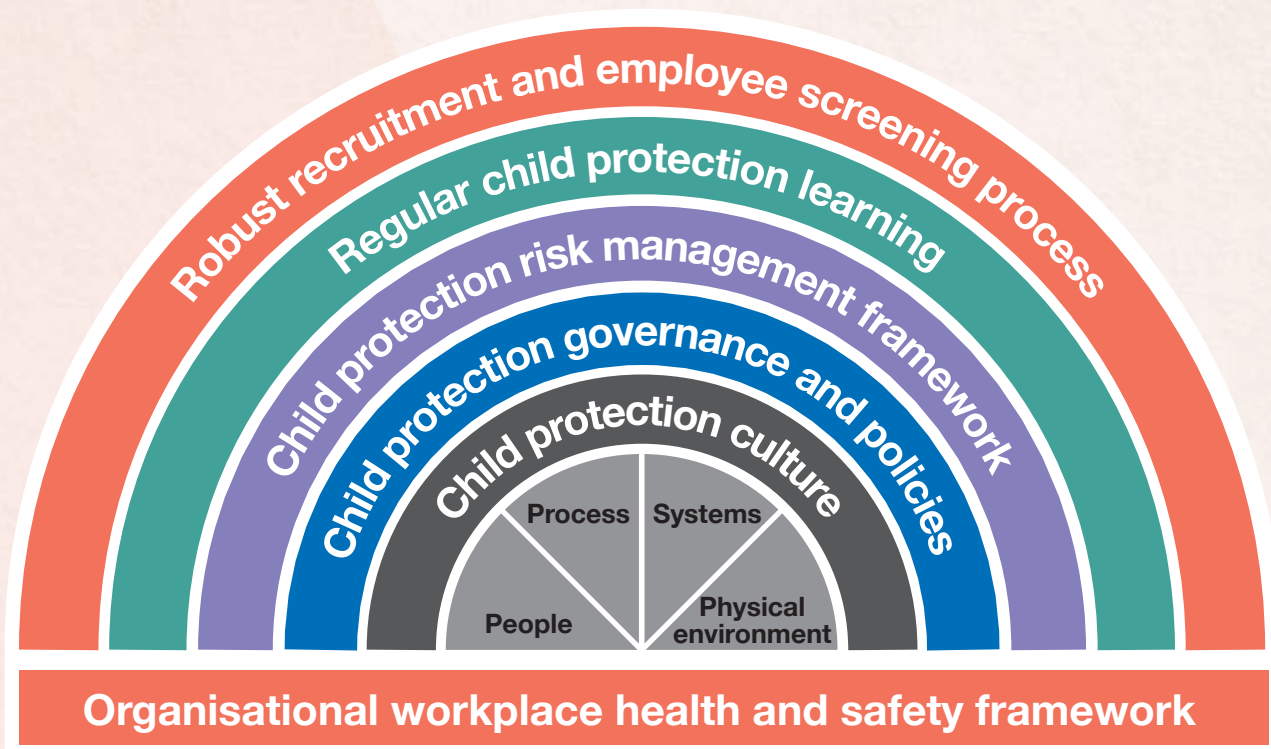 Robust recruitment and employee screening process
Regular child protection learning
Child protection risk management framework
Child protection governance and policies
Child protection culture
Process
Systems
People
Physical
environment
Organisational workplace health and safety framework